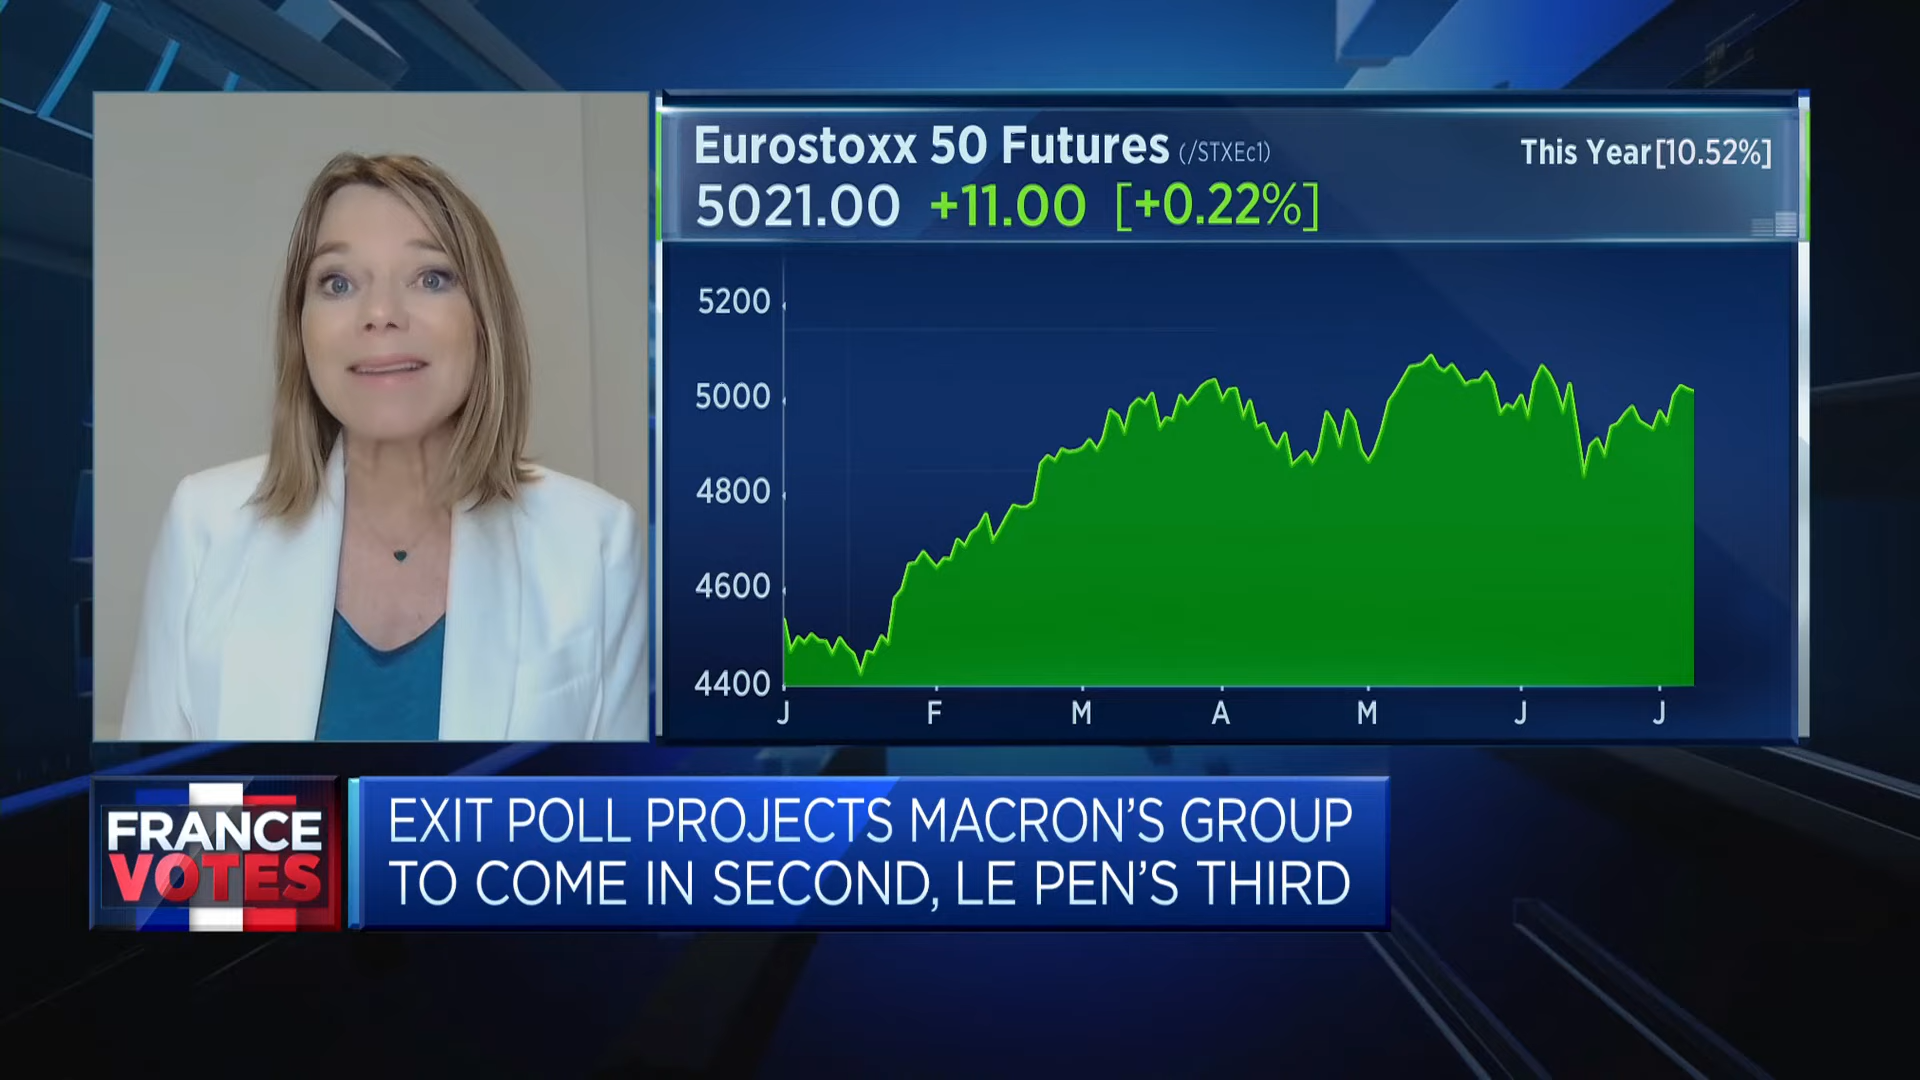 Eurostoxx 50 Futures (/STXEc1)
This Year[10.52%]
5021.00 +11.00 [+0.22%]
5200
5000
4800
4600
4400
J F M A M J J
FRANCE
VOTES
EXIT POLL PROJECTS MACRON’S GROUP
TO COME IN SECOND, LE PEN’S THIRD